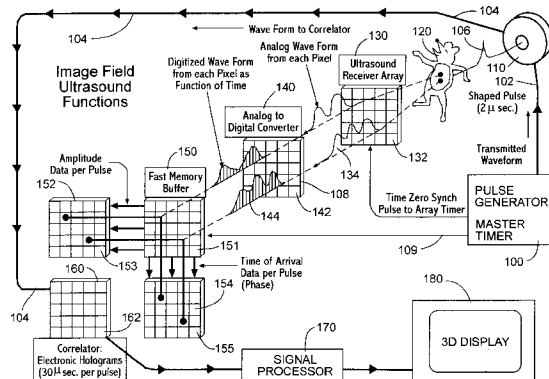 104
104
Wave Form to Correlator
Image Field
Ultrasound
Functions
Digitized Wave Form
from each Pixel as
Function of Time
Analog Wave Form
from each Pixel
130
Ultrasound
Receiver Array
120
106
110
102
Shaped Pulse
(2 µ sec.)
Transmitted
Waveform
140
Analog to
Digital Converter
132
134
108
142
144
Time Zero Synch
Pulse to Array Timer
109
PULSE
GENERATOR
MASTER
TIMER
100
150
Fast Memory
Buffer
Amplitude
Data per Pulse
152
151
153
Time of Arrival
Data per Pulse
(Phase)
154
155
160
104
162
Correlator:
Electronic Holograms
(30 µ sec. per pulse)
170
SIGNAL
PROCESSOR
180
3D DISPLAY